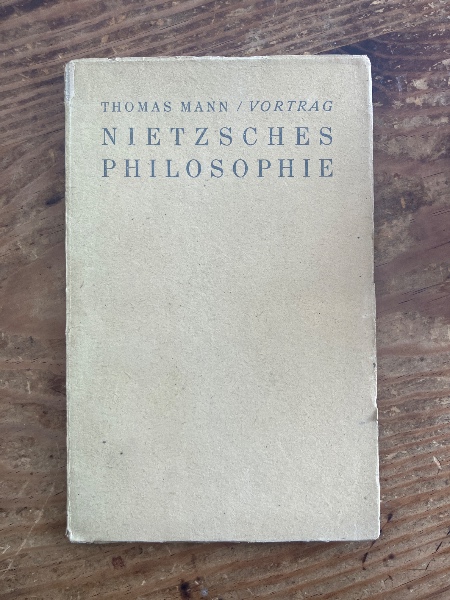 THOMAS MANN / VORTRAG
NIETZSCHES
PHILOSOPHIE